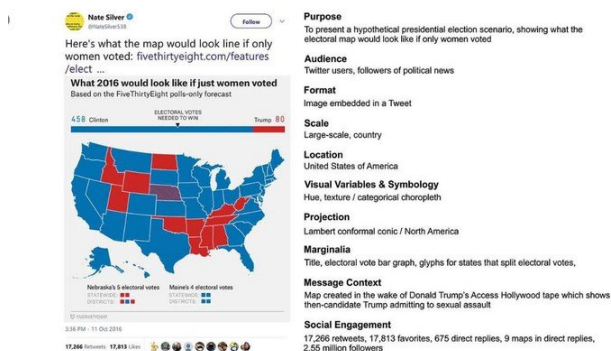 Nate Silver
@NateSilver538
Follow
Here's what the map would look line if only
women voted: fivethirtyeight.com/features
/elect ...
What 2016 would look like if just women voted
Based on the FiveThirtyEight polls-only forecast
ELECTORAL VOTES
NEEDED TO WIN
458 Clinton
Trump 80
Nebraska's 5 electoral votes
STATEWIDE:
DISTRICTS:
Maine's 4 electoral votes
STATEWIDE:
DISTRICTS:
FIVETHIRTYEIGHT
3:36 PM - 11 Oct 2016
17,266 Retweets 17,813 Likes
Purpose
To present a hypothetical presidential election scenario, showing what the
electoral map would look like if only women voted
Audience
Twitter users, followers of political news
Format
Image embedded in a Tweet
Scale
Large-scale, country
Location
United States of America
Visual Variables & Symbology
Hue, texture / categorical choropleth
Projection
Lambert conformal conic / North America
Marginalia
Title, electoral vote bar graph, glyphs for states that split electoral votes,
Message Context
Map created in the wake of Donald Trump's Access Hollywood tape which shows
then-candidate Trump admitting to sexual assault
Social Engagement
17,266 retweets, 17,813 favorites, 675 direct replies, 9 maps in direct replies,
2.55 million followers